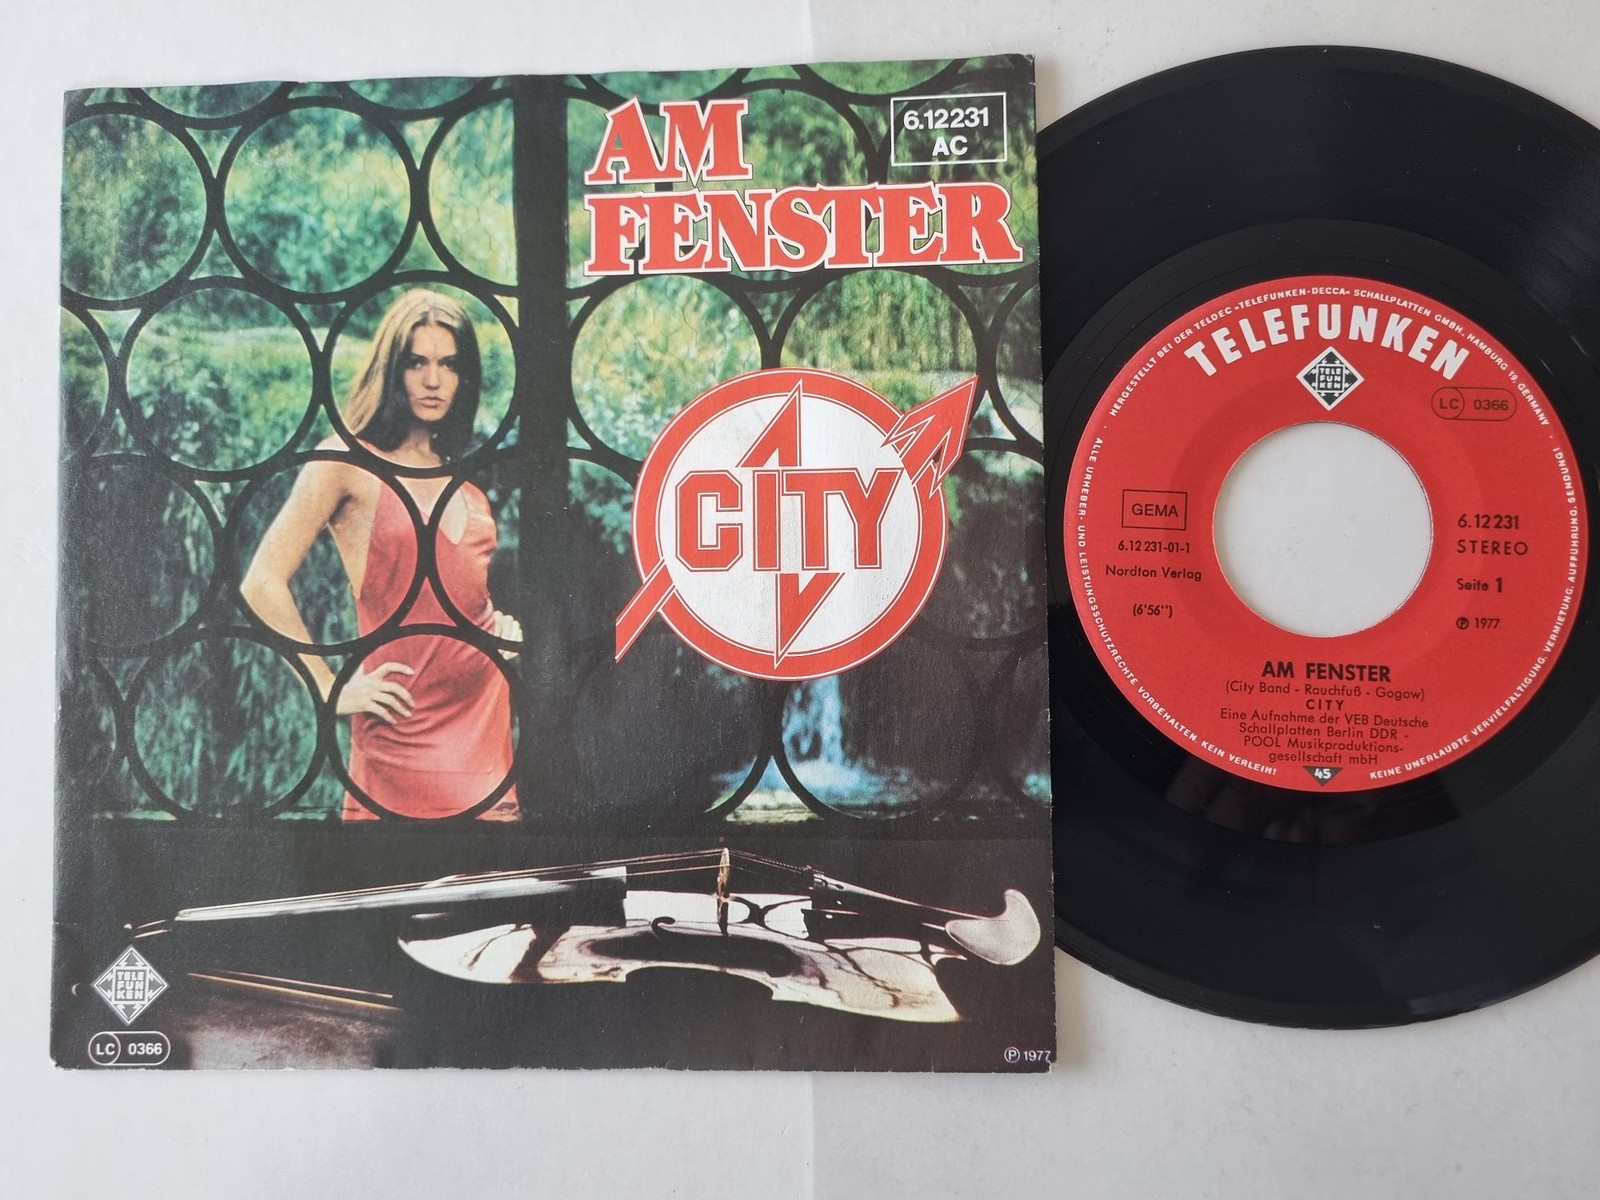 AM
FENSTER
6.12231
AC
CITY
TELE
FUN
KEN
LC 0366
℗ 1977
HERGESTELLT BEI DER TELDEC »TELEFUNKEN-DECCA« SCHALLPLATTEN GMBH, HAMBURG 19, GERMANY · ALLE URHEBER- UND LEISTUNGSSCHUTZRECHTE VORBEHALTEN. KEIN VERLEIH! KEINE UNERLAUBTE VERVIELFÄLTIGUNG, VERMIETUNG, AUFFÜHRUNG, SENDUNG!
TELEFUNKEN
TELE
FUN
KEN
LC 0366
GEMA
6.12 231-01-1
Nordton Verlag
(6'56'')
6.12 231
STEREO
Seite 1
℗ 1977
AM FENSTER
(City Band - Rauchfuß - Gogow)
CITY
Eine Aufnahme der VEB Deutsche
Schallplatten Berlin DDR -
POOL Musikproduktions-
gesellschaft mbH
45